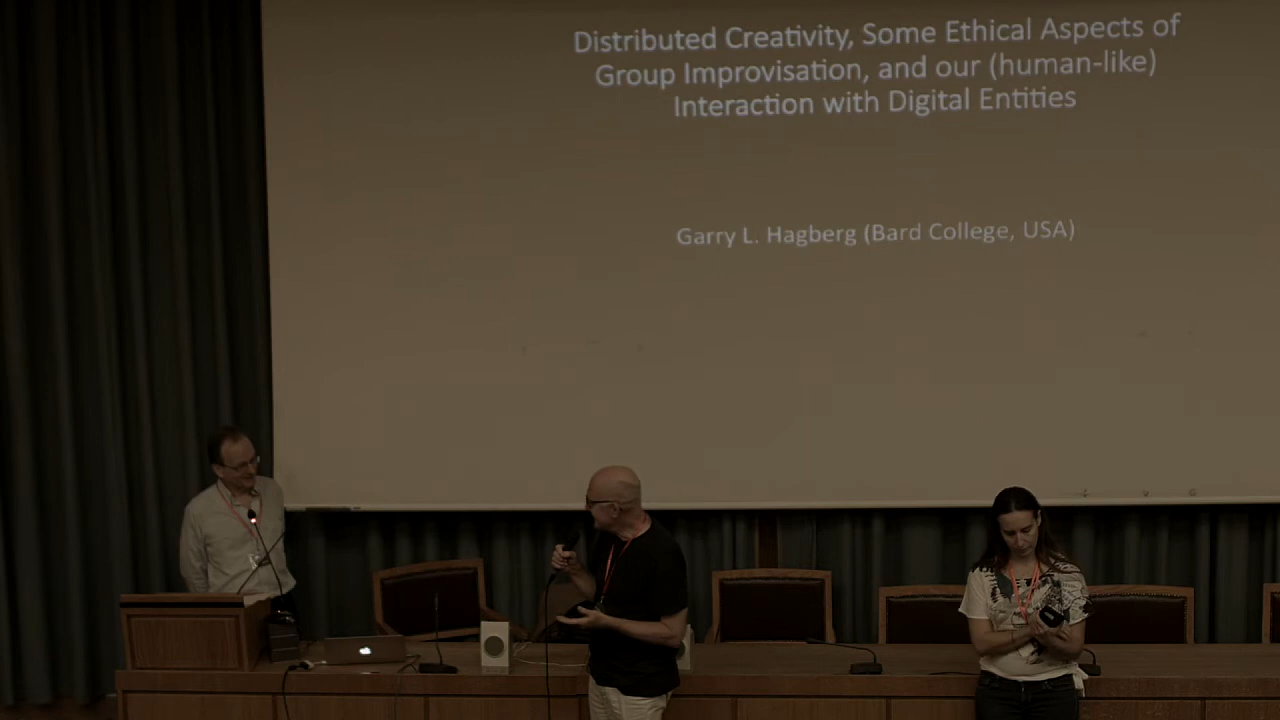 Distributed Creativity, Some Ethical Aspects of
Group Improvisation, and our (human-like)
Interaction with Digital Entities
Garry L. Hagberg (Bard College, USA)